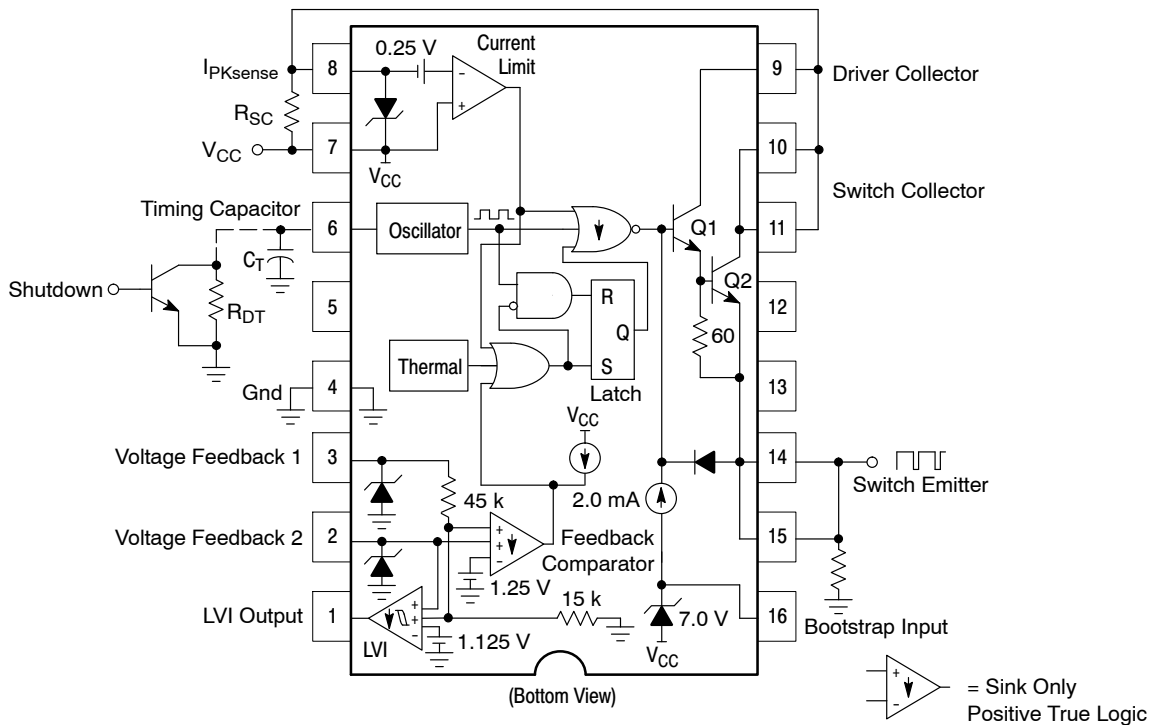 0.25 V
Current
Limit
IPKsense
8
-
+
9
Driver Collector
RSC
VCC
7
VCC
10
Switch Collector
Timing Capacitor
6
Oscillator
Q1
11
CT
Shutdown
RDT
5
R
Q
S
Latch
Q2
60
12
Thermal
Gnd
4
13
VCC
Voltage Feedback 1
3
45 k
2.0 mA
14
Switch Emitter
Voltage Feedback 2
2
+
+
-
Feedback
Comparator
1.25 V
15
LVI Output
1
+
+
-
LVI
1.125 V
15 k
7.0 V
VCC
16
Bootstrap Input
(Bottom View)
+
-
= Sink Only
Positive True Logic